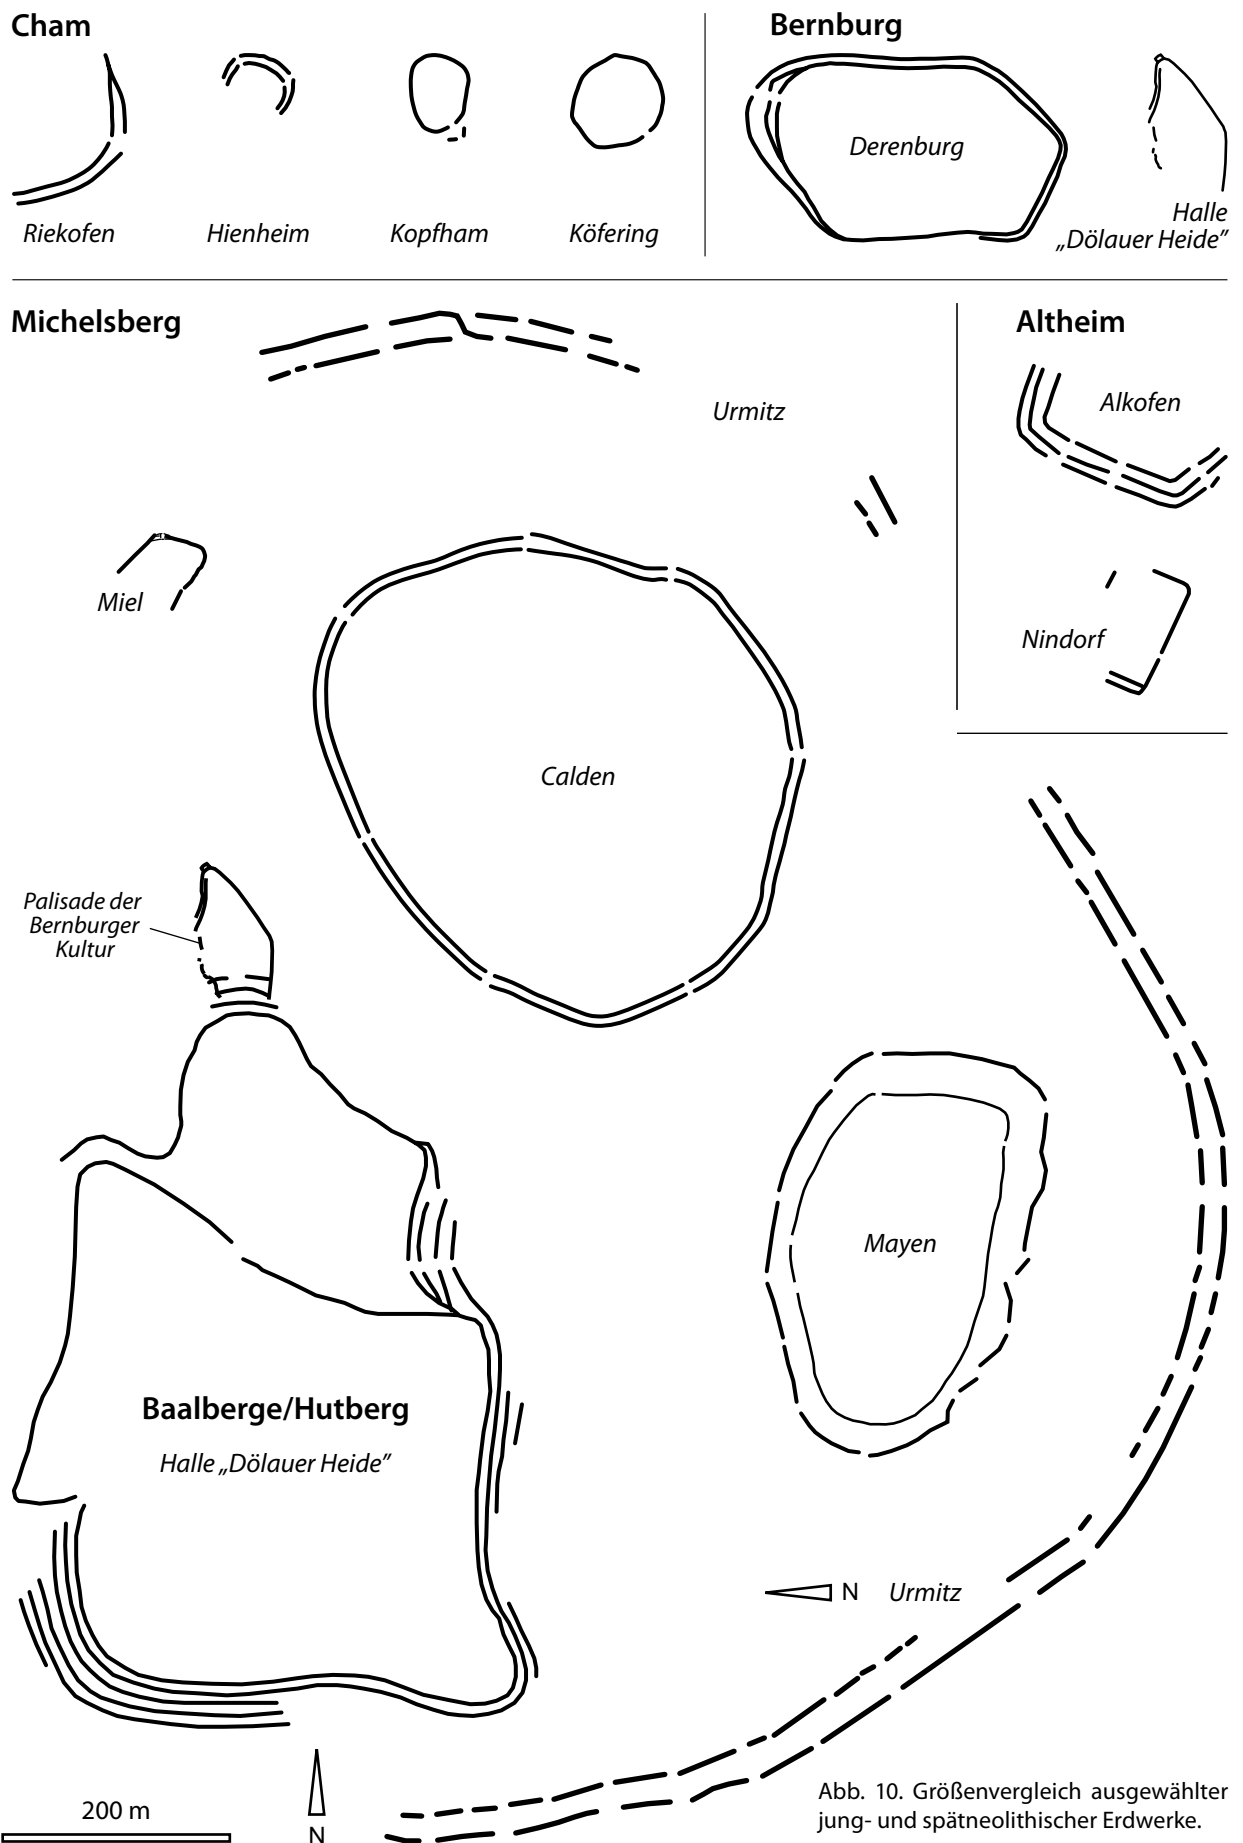 Cham
Bernburg
Derenburg
Riekofen
Hienheim
Kopfham
Köfering
Halle
„Dölauer Heide”
Michelsberg
Altheim
Urmitz
Alkofen
Miel
Nindorf
Calden
Palisade der
Bernburger
Kultur
Mayen
Baalberge/Hutberg
Halle „Dölauer Heide”
N
Urmitz
200 m
N
Abb. 10. Größenvergleich ausgewählter
jung- und spätneolithischer Erdwerke.